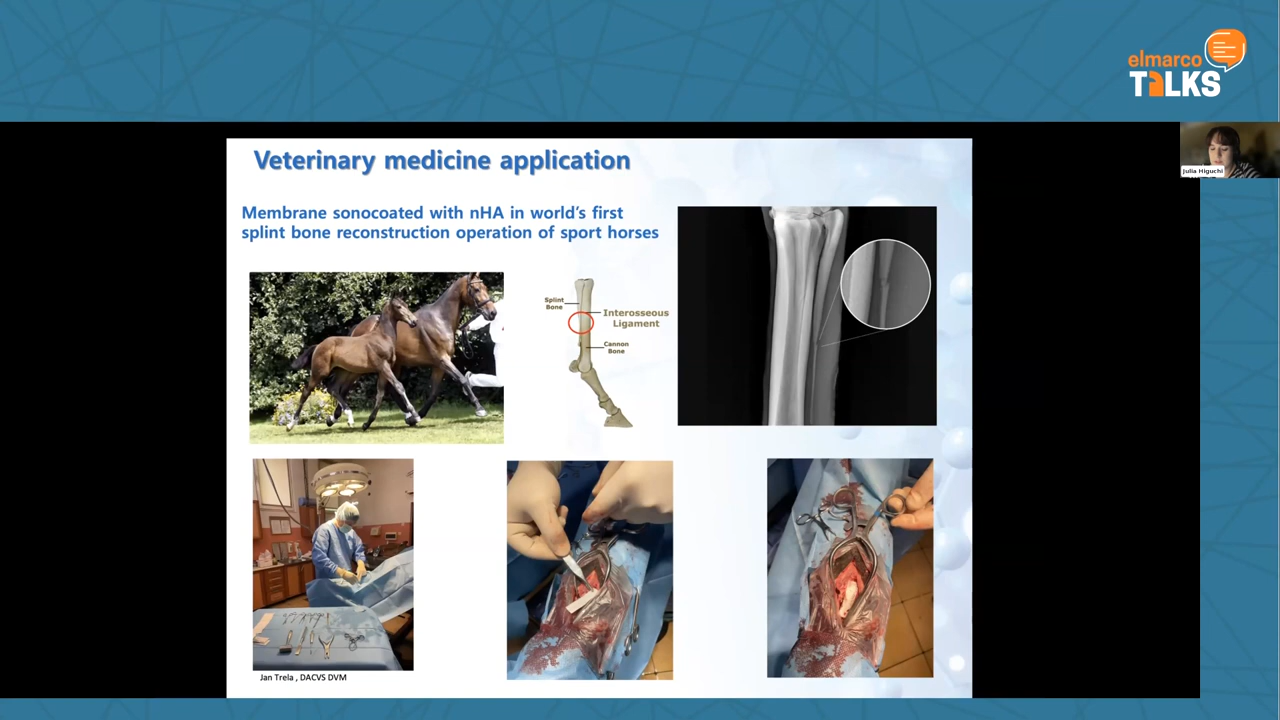 elmarco
TALKS
Julia Higuchi
Veterinary medicine application
Membrane sonocoated with nHA in world's first
splint bone reconstruction operation of sport horses
Splint
Bone
Interosseous
Ligament
Cannon
Bone
Jan Trela , DACVS DVM